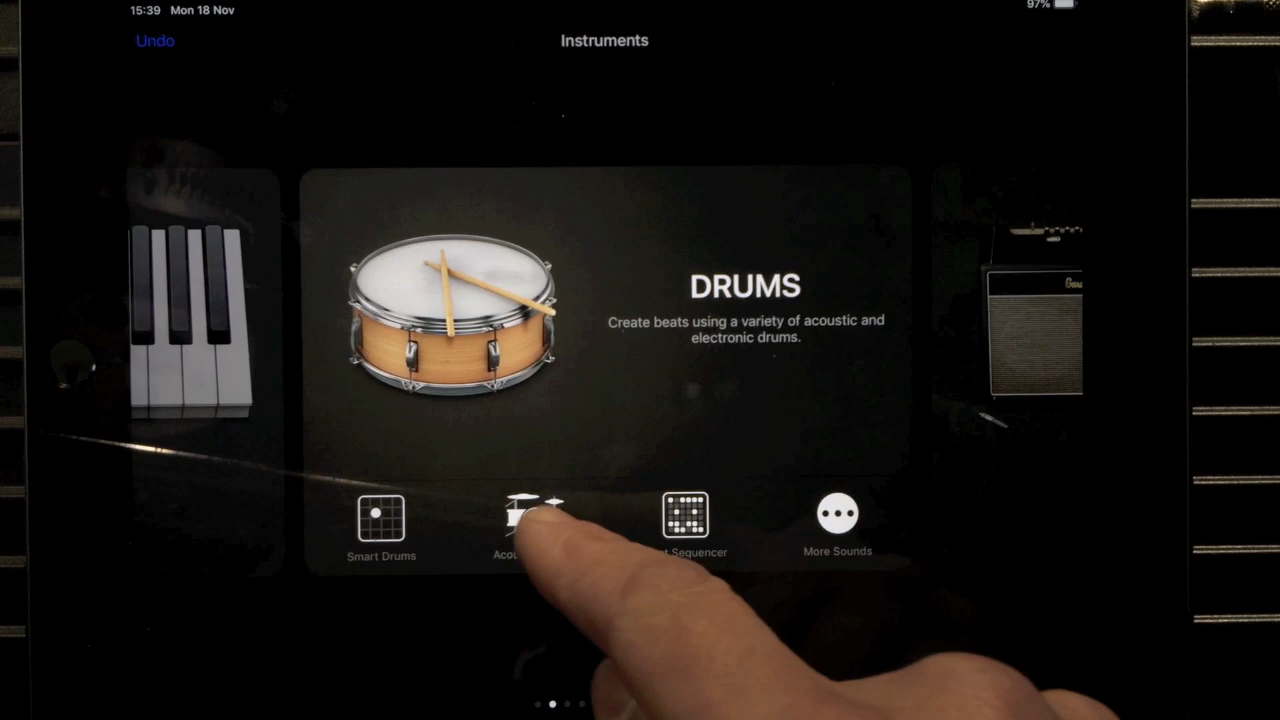 15:39 Mon 18 Nov
97%
Undo
Instruments
DRUMS
Create beats using a variety of acoustic and
electronic drums.
Smart Drums
Sequencer
More Sounds